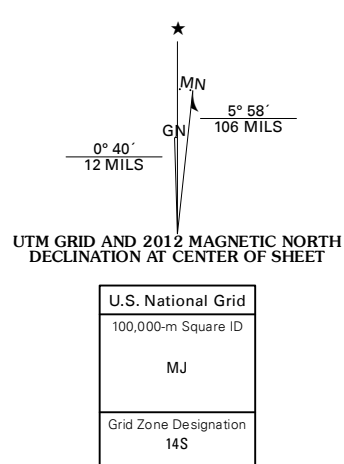 ★
MN
GN
5° 58´
106 MILS
0° 40´
12 MILS
UTM GRID AND 2012 MAGNETIC NORTH
DECLINATION AT CENTER OF SHEET
U.S. National Grid
100,000-m Square ID
MJ
Grid Zone Designation
14S